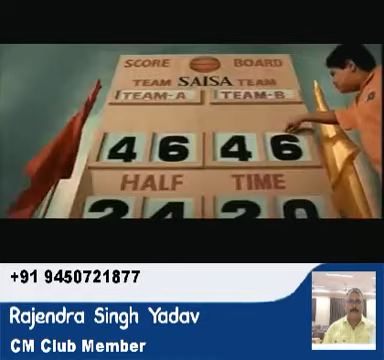 SCORE BOARD
TEAM SAISA TEAM
TEAM-A TEAM-B
46 46
HALF TIME
+91 9450721877
Rajendra Singh Yadav
CM Club Member